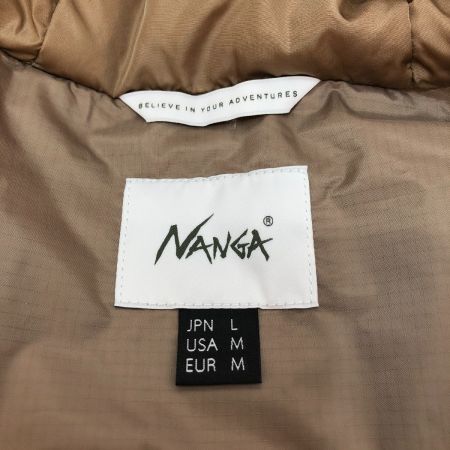 BELIEVE IN YOUR ADVENTURES
NANGA®
JPN L
USA M
EUR M